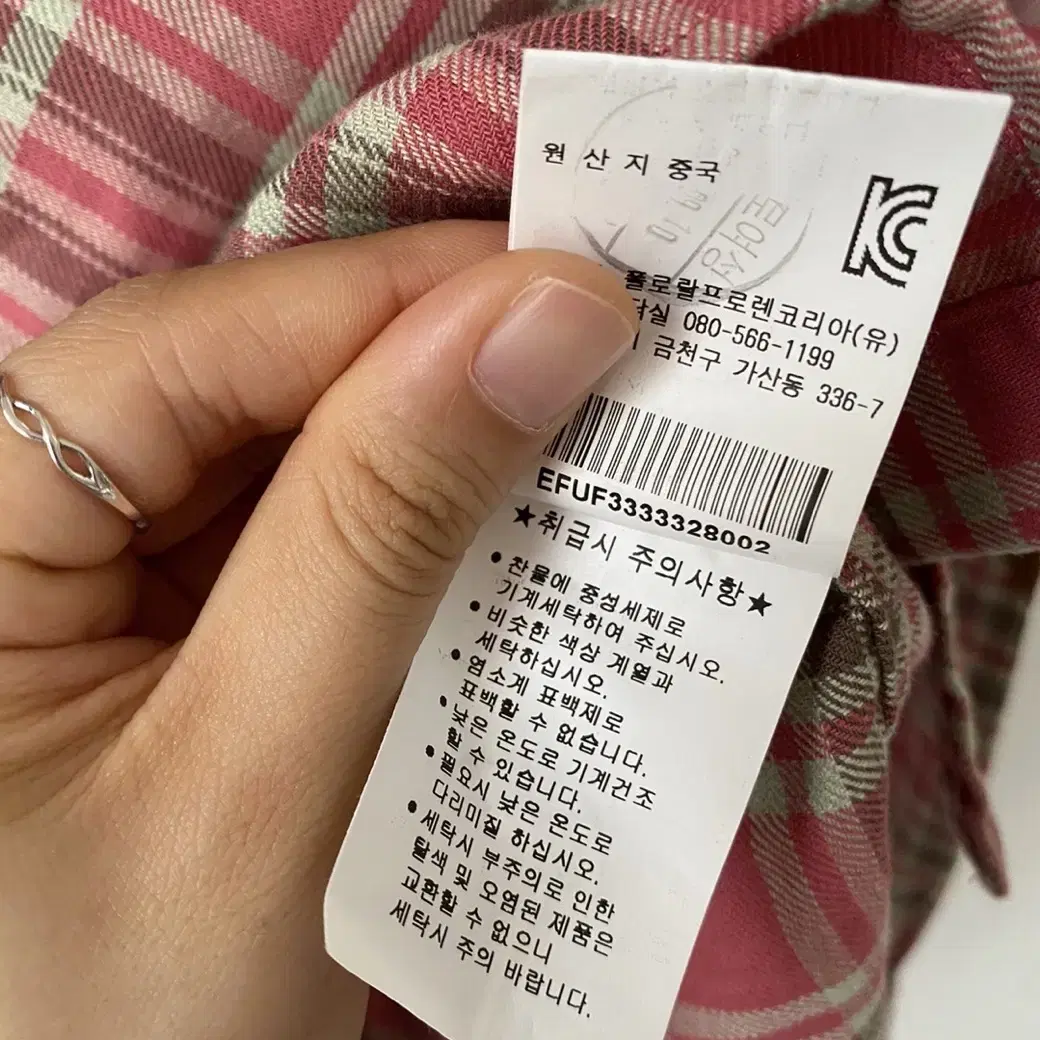 원 산 지 중국
폴로랄프로렌코리아(유)
080-566-1199
금천구 가산동 336-7
EFUF3333328002
★취급시 주의사항★
● 찬물에 중성세제로
기계세탁하여 주십시오.
● 비슷한 색상 계열과
세탁하십시오.
● 염소계 표백제로
표백할 수 없습니다.
● 낮은 온도로 기계건조
할 수 있습니다.
● 필요시 낮은 온도로
다리미질 하십시오.
● 세탁시 부주의로 인한
탈색 및 오염된 제품은
교환할 수 없으니
세탁시 주의 바랍니다.